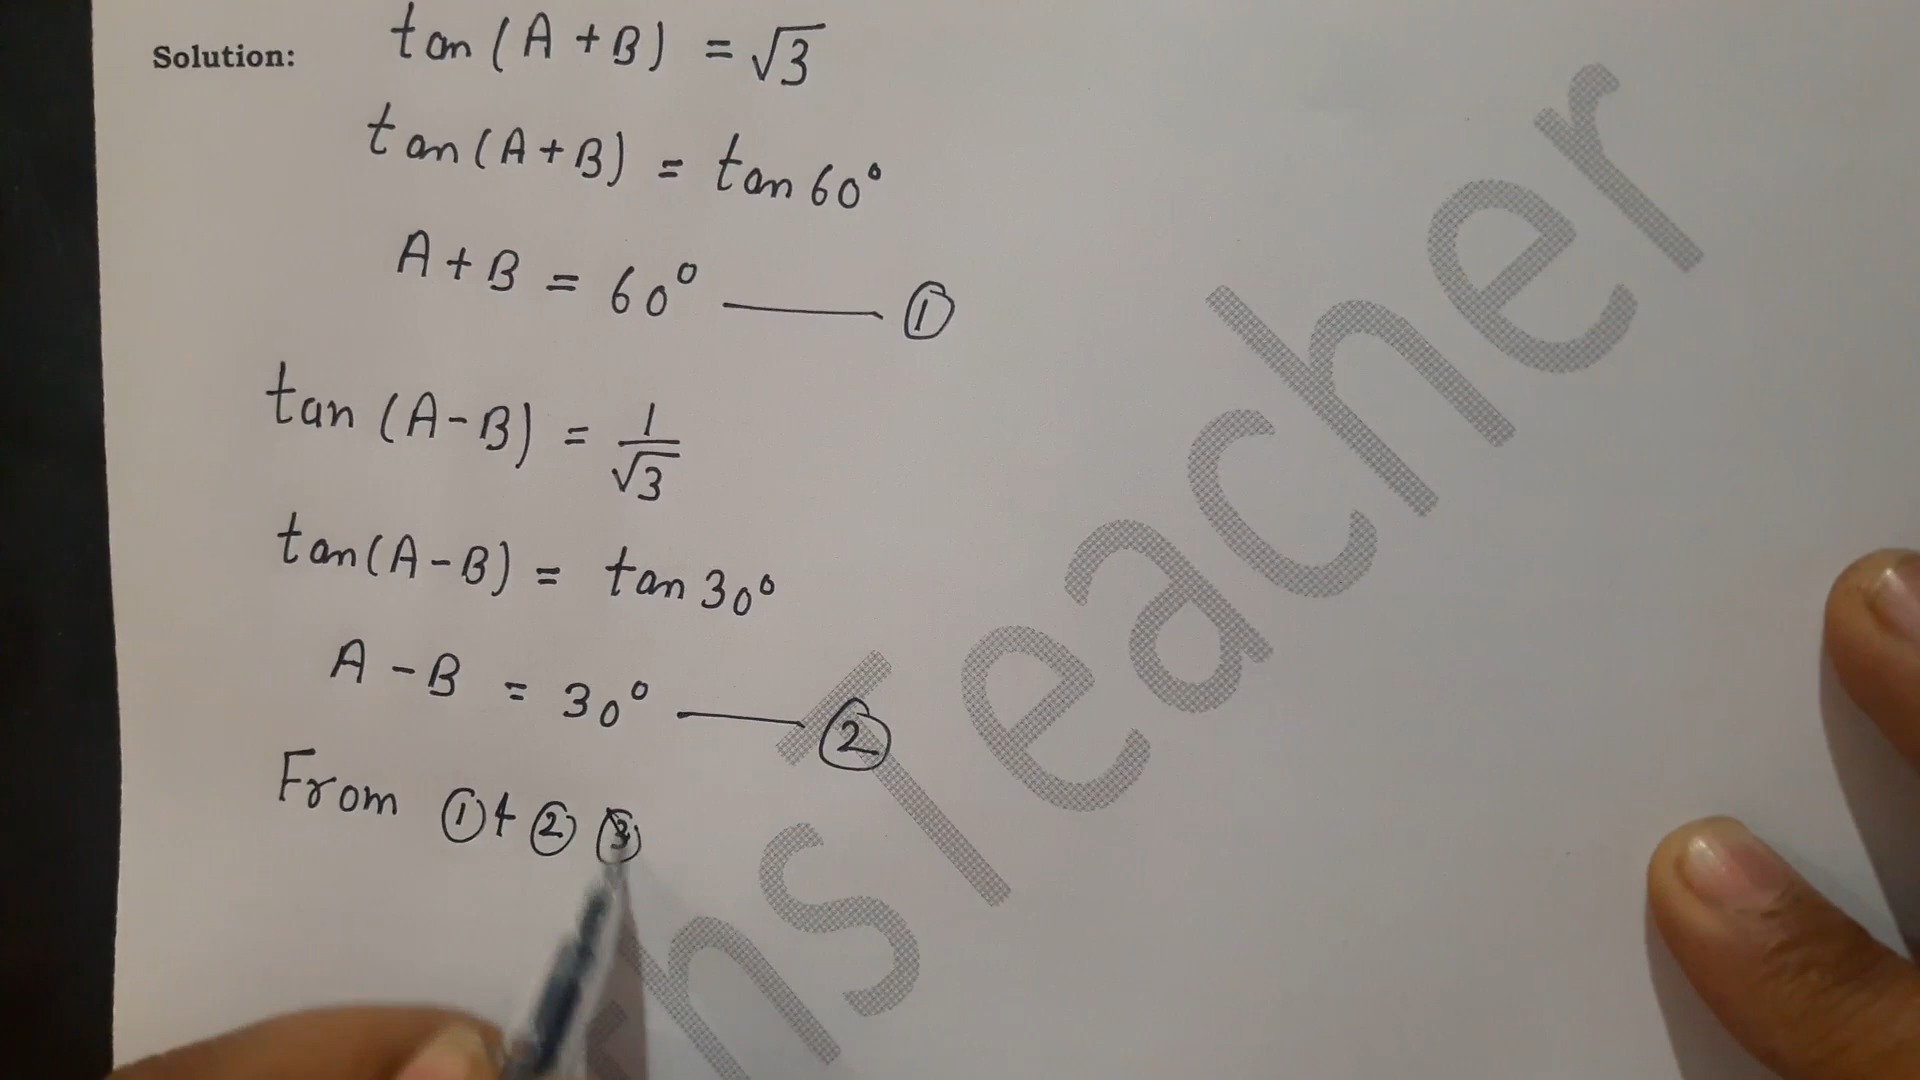 Solution: tan (A + B) = √3
tan (A + B) = tan 60°
A + B = 60° —— ①
tan (A - B) = 1/√3
tan (A - B) = tan 30°
A - B = 30° —— ②
From ① + ②
hsTeacher